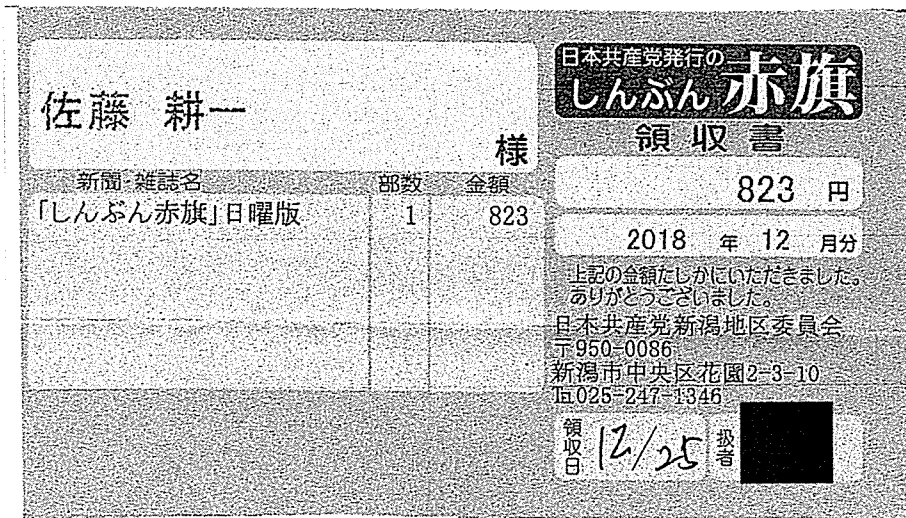 佐藤 耕一
様
新聞・雑誌名 部数 金額
「しんぶん赤旗」日曜版 1 823
日本共産党発行の
しんぶん赤旗
領収書
823 円
2018 年 12 月分
上記の金額たしかにいただきました。
ありがとうございました。
日本共産党新潟地区委員会
〒950-0086
新潟市中央区花園2-3-10
℡025-247-1346
領収日 12/25 扱者